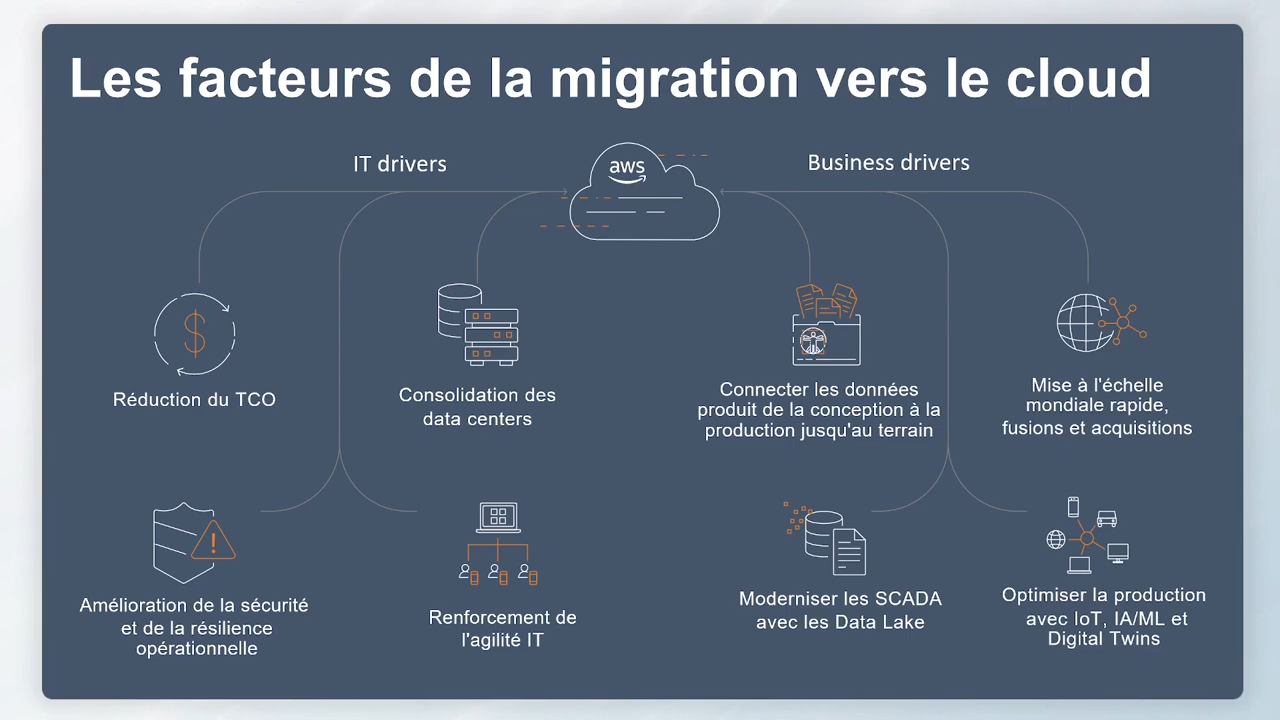 Les facteurs de la migration vers le cloud
IT drivers
aws
Business drivers
Réduction du TCO
Consolidation des
data centers
Connecter les données
produit de la conception à la
production jusqu'au terrain
Mise à l'échelle
mondiale rapide,
fusions et acquisitions
Amélioration de la sécurité
et de la résilience
opérationnelle
Renforcement de
l'agilité IT
Moderniser les SCADA
avec les Data Lake
Optimiser la production
avec IoT, IA/ML et
Digital Twins